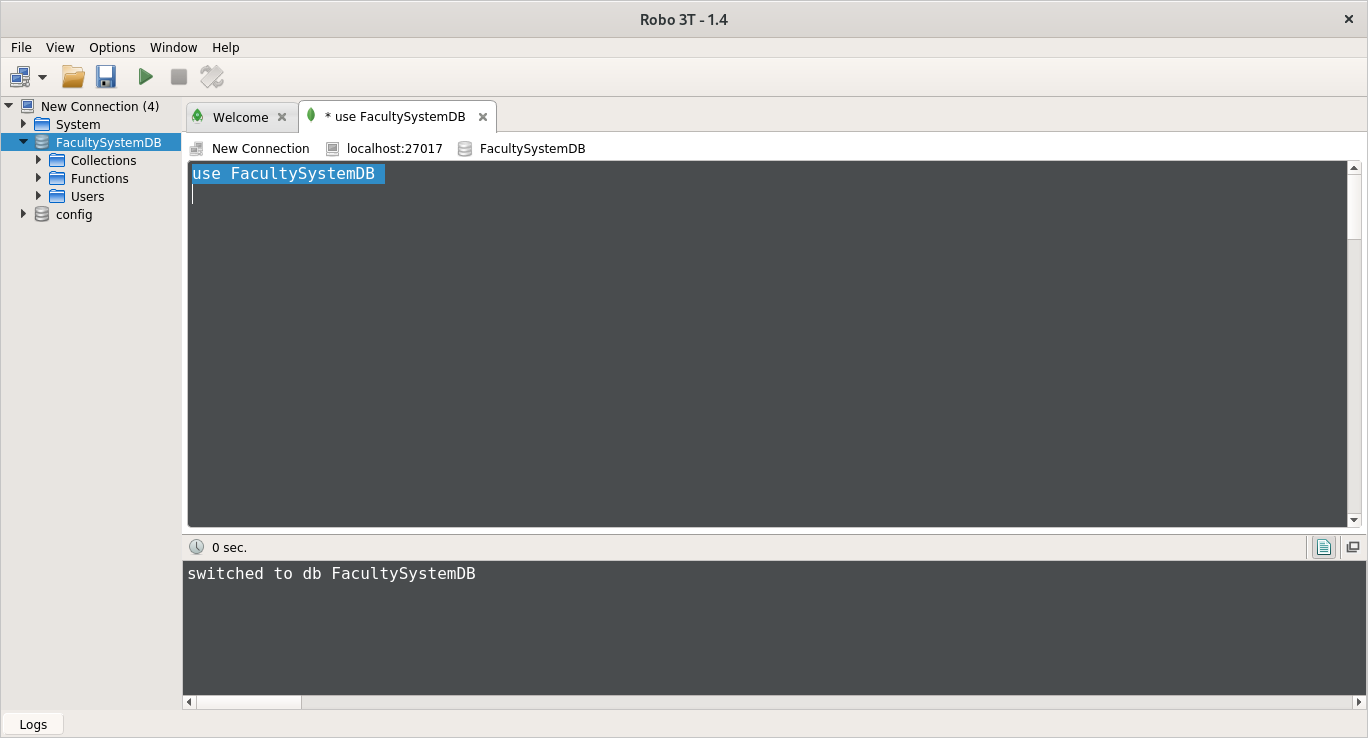 Robo 3T - 1.4
File View Options Window Help
New Connection (4)
System
FacultySystemDB
Collections
Functions
Users
config
Welcome
* use FacultySystemDB
New Connection localhost:27017 FacultySystemDB
use FacultySystemDB
0 sec.
switched to db FacultySystemDB
Logs